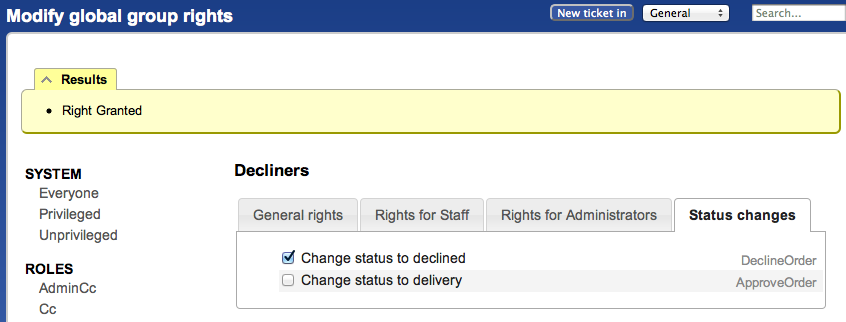 Modify global group rights
New ticket in General Search...
Results
Right Granted
SYSTEM
Everyone
Privileged
Unprivileged
ROLES
AdminCc
Cc
Decliners
General rights Rights for Staff Rights for Administrators Status changes
Change status to declined DeclineOrder
Change status to delivery ApproveOrder